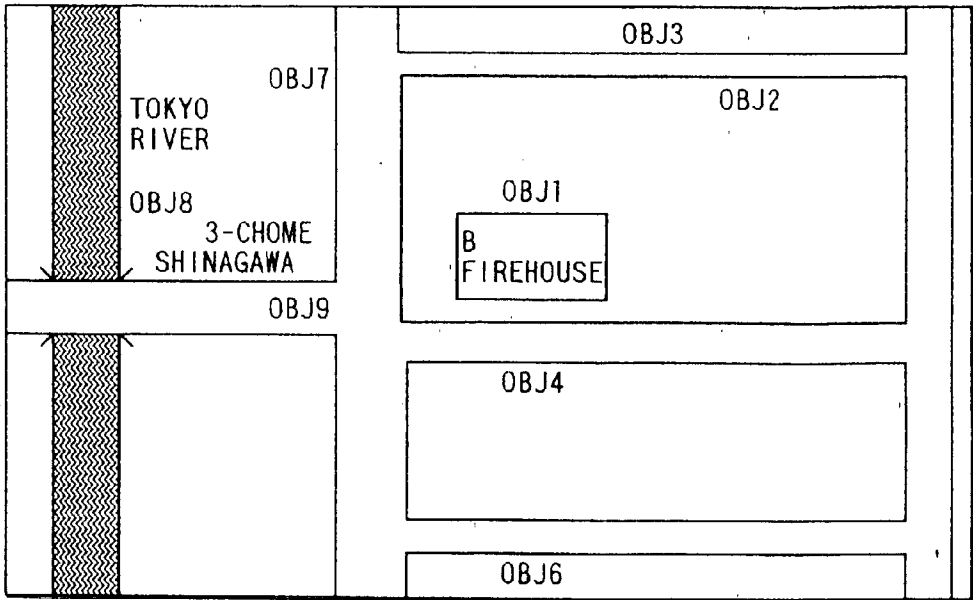 OBJ3
OBJ7
OBJ2
TOKYO
RIVER
OBJ8
OBJ1
3-CHOME
SHINAGAWA
B
FIREHOUSE
OBJ9
OBJ4
OBJ6